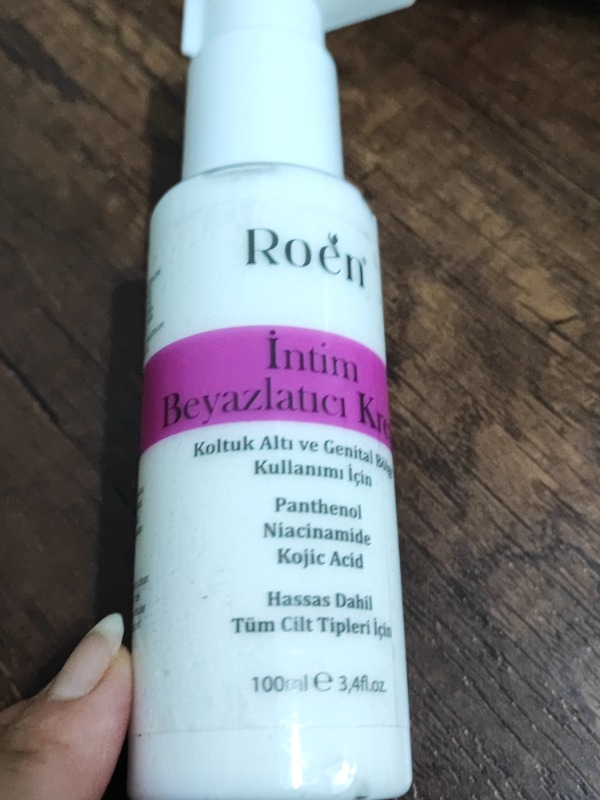 Roen
İntim
Beyazlatıcı
Koltuk Altı ve Genital
Kullanımı İçin
Panthenol
Niacinamide
Kojic Acid
Hassas Dahil
Tüm Cilt Tipleri İçin
100ml e 3,4fl.oz.